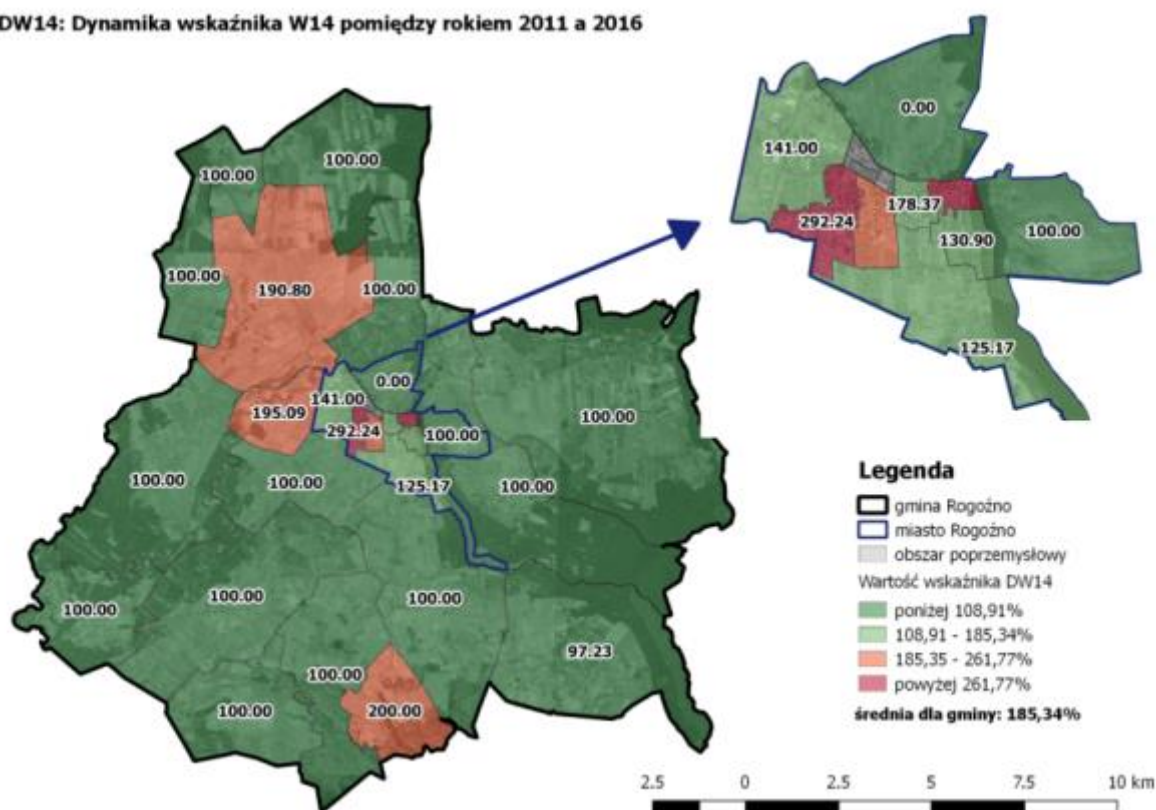 DW14: Dynamika wskaźnika W14 pomiędzy rokiem 2011 a 2016
0.00
141.00
178.37
292.24
130.90
100.00
125.17
100.00
100.00
100.00
190.80
100.00
0.00
141.00
195.09
292.24
100.00
100.00
100.00
100.00
125.17
100.00
100.00
100.00
100.00
97.23
100.00
100.00
200.00
Legenda
gmina Rogoźno
miasto Rogoźno
obszar poprzemysłowy
Wartość wskaźnika DW14
poniżej 108,91%
108,91 - 185,34%
185,35 - 261,77%
powyżej 261,77%
średnia dla gminy: 185,34%
2.5 0 2.5 5 7.5 10 km